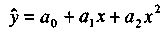 ŷ = a₀ + a₁x + a₂x²